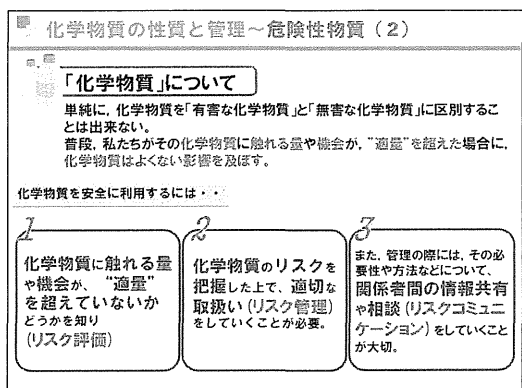 化学物質の性質と管理～危険性物質（2）
「化学物質」について
単純に，化学物質を「有害な化学物質」と「無害な化学物質」に区別するこ
とは出来ない。
普段，私たちがその化学物質に触れる量や機会が，“適量”を超えた場合に，
化学物質はよくない影響を及ぼす。
化学物質を安全に利用するには・・
1
化学物質に触れる量
や機会が、“適量”
を超えていないか
どうかを知り
(リスク評価)
2
化学物質のリスクを
把握した上で、適切な
取扱い(リスク管理)
をしていくことが必要。
3
また、管理の際には、その必
要性や方法などについて、
関係者間の情報共有
や相談(リスクコミュニ
ケーション)をしていくこと
が大切。